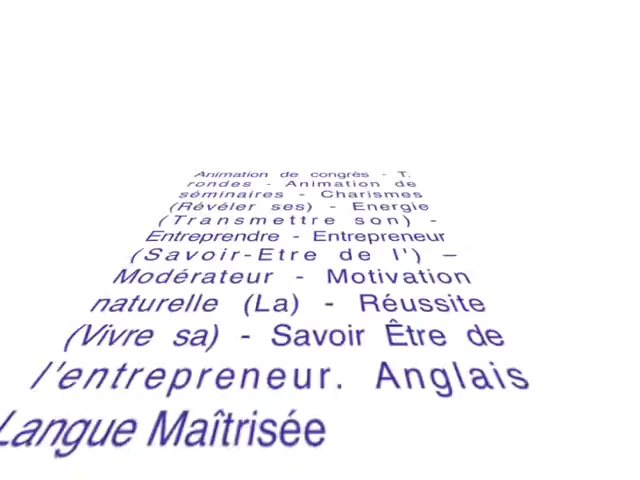 Animation de congrès - T.
rondes - Animation de
séminaires - Charismes
(Révéler ses) - Energie
(Transmettre son) -
Entreprendre - Entrepreneur
(Savoir-Etre de l') –
Modérateur - Motivation
naturelle (La) - Réussite
(Vivre sa) - Savoir Être de
l'entrepreneur. Anglais
Langue Maîtrisée